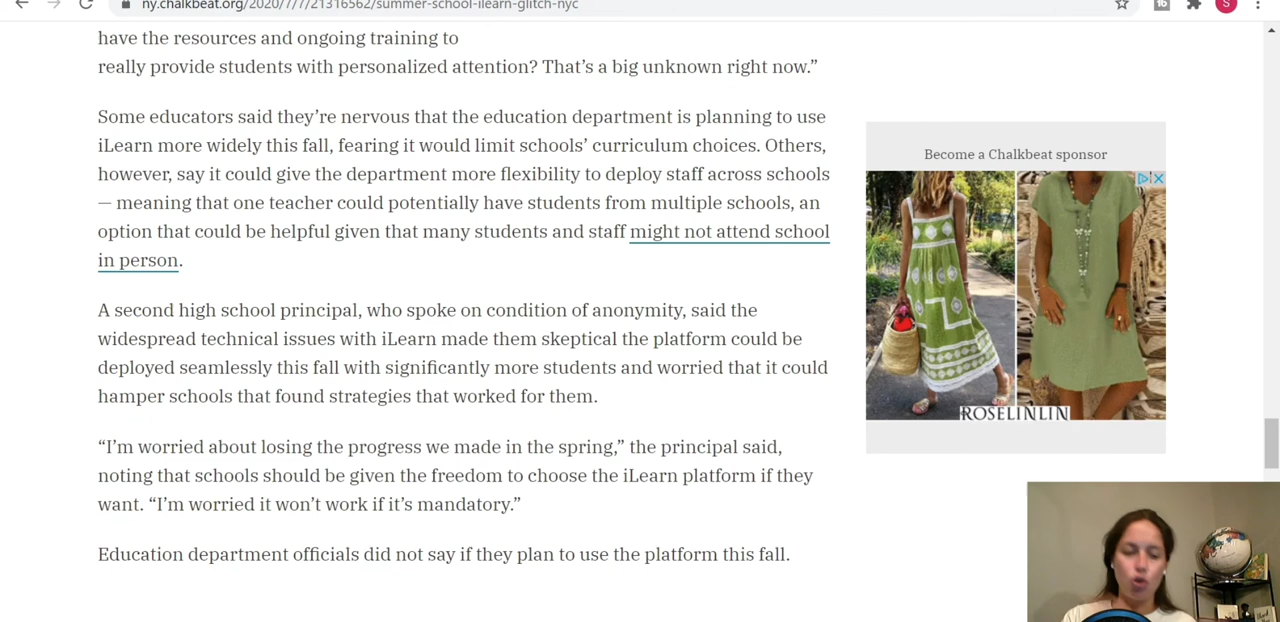 ny.chalkbeat.org/2020/7/7/21316562/summer-school-ilearn-glitch-nyc
16
S
have the resources and ongoing training to
really provide students with personalized attention? That’s a big unknown right now.”
Some educators said they’re nervous that the education department is planning to use
iLearn more widely this fall, fearing it would limit schools’ curriculum choices. Others,
however, say it could give the department more flexibility to deploy staff across schools
— meaning that one teacher could potentially have students from multiple schools, an
option that could be helpful given that many students and staff might not attend school
in person.
A second high school principal, who spoke on condition of anonymity, said the
widespread technical issues with iLearn made them skeptical the platform could be
deployed seamlessly this fall with significantly more students and worried that it could
hamper schools that found strategies that worked for them.
“I’m worried about losing the progress we made in the spring,” the principal said,
noting that schools should be given the freedom to choose the iLearn platform if they
want. “I’m worried it won’t work if it’s mandatory.”
Education department officials did not say if they plan to use the platform this fall.
Become a Chalkbeat sponsor
ROSELINLIN